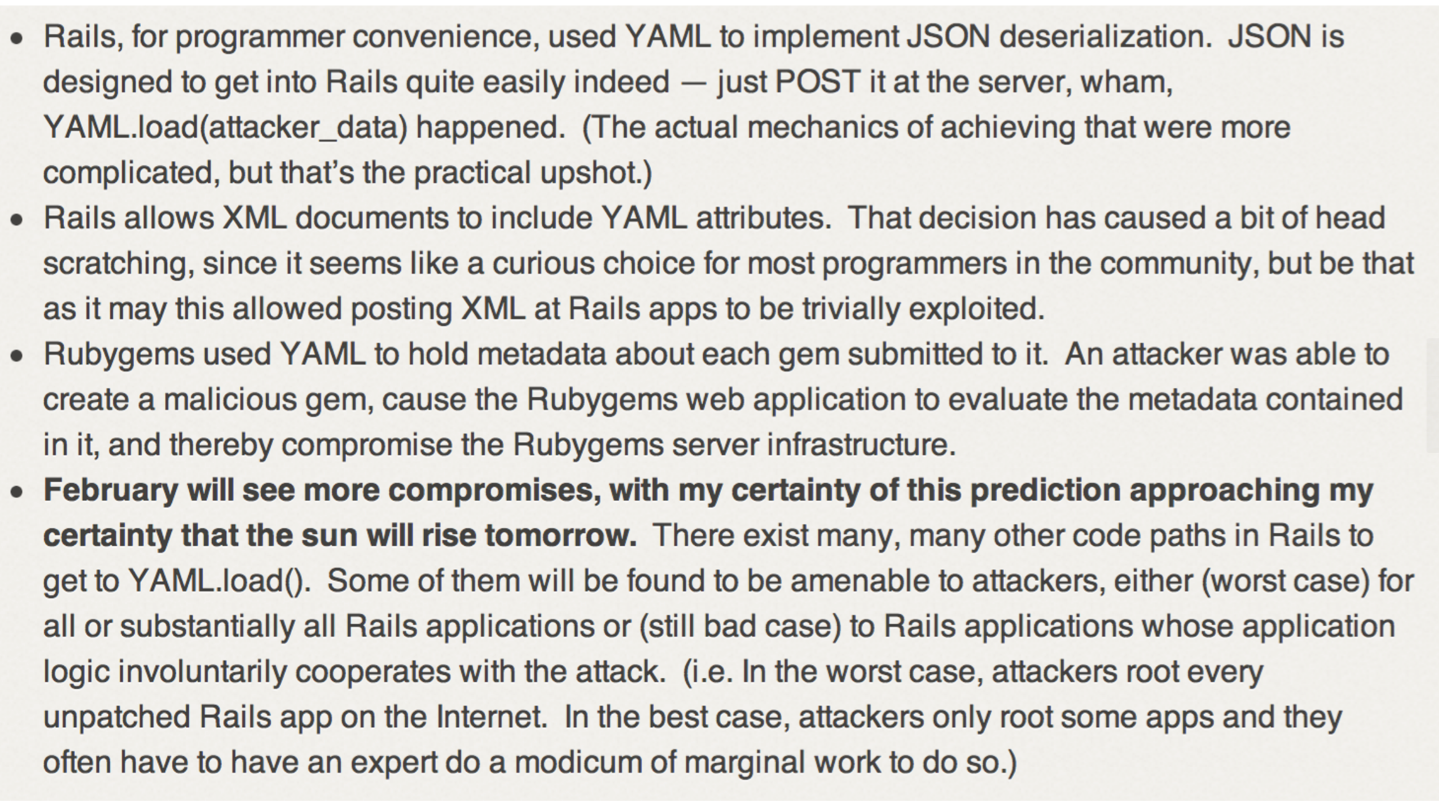 • Rails, for programmer convenience, used YAML to implement JSON deserialization.  JSON is
designed to get into Rails quite easily indeed — just POST it at the server, wham,
YAML.load(attacker_data) happened.  (The actual mechanics of achieving that were more
complicated, but that’s the practical upshot.)
• Rails allows XML documents to include YAML attributes.  That decision has caused a bit of head
scratching, since it seems like a curious choice for most programmers in the community, but be that
as it may this allowed posting XML at Rails apps to be trivially exploited.
• Rubygems used YAML to hold metadata about each gem submitted to it.  An attacker was able to
create a malicious gem, cause the Rubygems web application to evaluate the metadata contained
in it, and thereby compromise the Rubygems server infrastructure.
• February will see more compromises, with my certainty of this prediction approaching my
certainty that the sun will rise tomorrow.  There exist many, many other code paths in Rails to
get to YAML.load().  Some of them will be found to be amenable to attackers, either (worst case) for
all or substantially all Rails applications or (still bad case) to Rails applications whose application
logic involuntarily cooperates with the attack.  (i.e. In the worst case, attackers root every
unpatched Rails app on the Internet.  In the best case, attackers only root some apps and they
often have to have an expert do a modicum of marginal work to do so.)